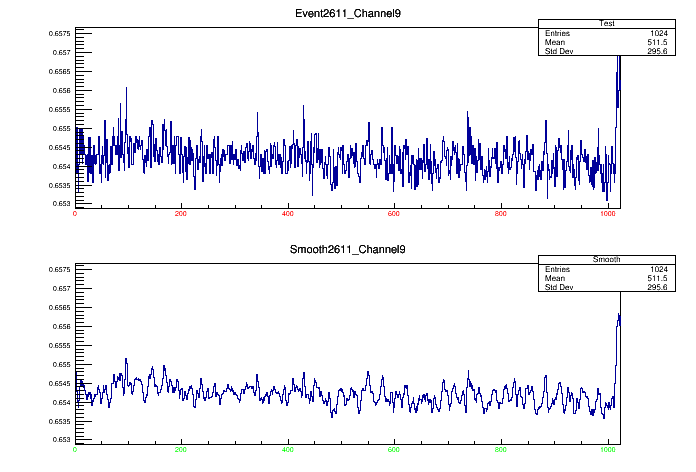 Event2611_Channel9
Test
Entries 1024
Mean 511.5
Std Dev 295.6
0.6575
0.657
0.6565
0.656
0.6555
0.655
0.6545
0.654
0.6535
0.653
0 200 400 600 800 1000
Smooth2611_Channel9
Smooth
Entries 1024
Mean 511.5
Std Dev 295.6
0.6575
0.657
0.6565
0.656
0.6555
0.655
0.6545
0.654
0.6535
0.653
0 200 400 600 800 1000